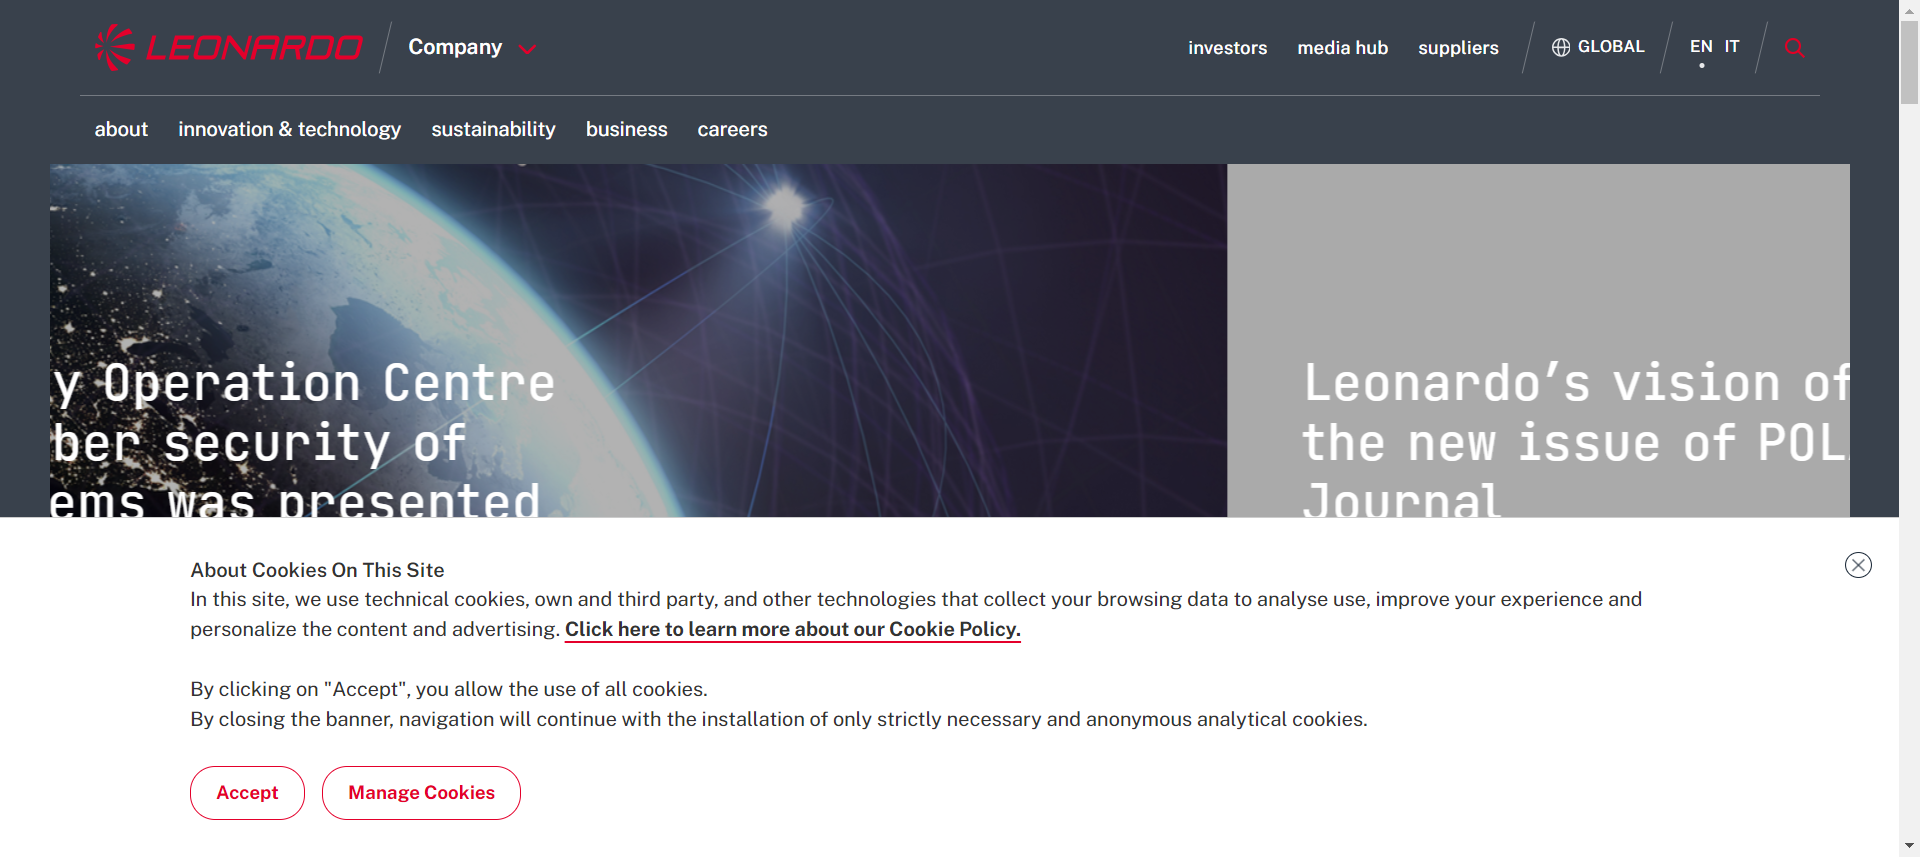 LEONARDO
Company
investors media hub suppliers GLOBAL EN IT
about innovation & technology sustainability business careers
y Operation Centre
ber security of
ems was presented
Leonardo’s vision of
the new issue of POL
Journal
About Cookies On This Site
In this site, we use technical cookies, own and third party, and other technologies that collect your browsing data to analyse use, improve your experience and
personalize the content and advertising. Click here to learn more about our Cookie Policy.
By clicking on "Accept", you allow the use of all cookies.
By closing the banner, navigation will continue with the installation of only strictly necessary and anonymous analytical cookies.
Accept Manage Cookies